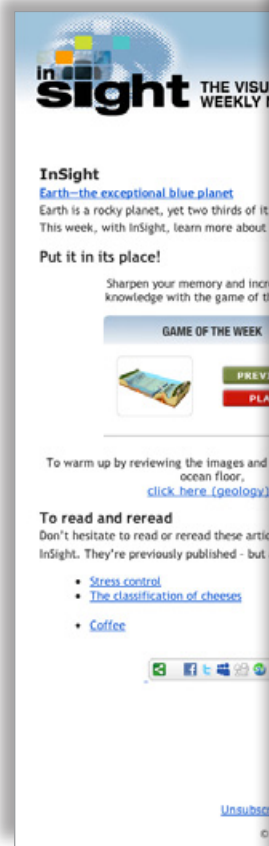 in
sight THE VISU
WEEKLY
InSight
Earth—the exceptional blue planet
Earth is a rocky planet, yet two thirds of it
This week, with InSight, learn more about
Put it in its place!
Sharpen your memory and incr
knowledge with the game of t
GAME OF THE WEEK
PREV
PLA
To warm up by reviewing the images and
ocean floor,
click here (geology)
To read and reread
Don't hesitate to read or reread these artic
InSight. They're previously published - but
• Stress control
• The classification of cheeses
• Coffee
Unsubsc
©